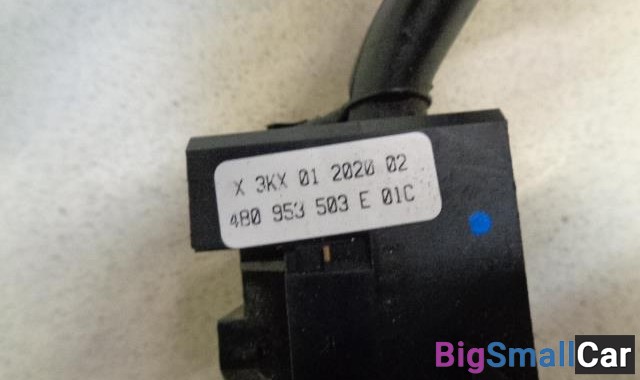 X 3KX 01 2020 02
4B0 953 503 E 01C
BigSmallCar